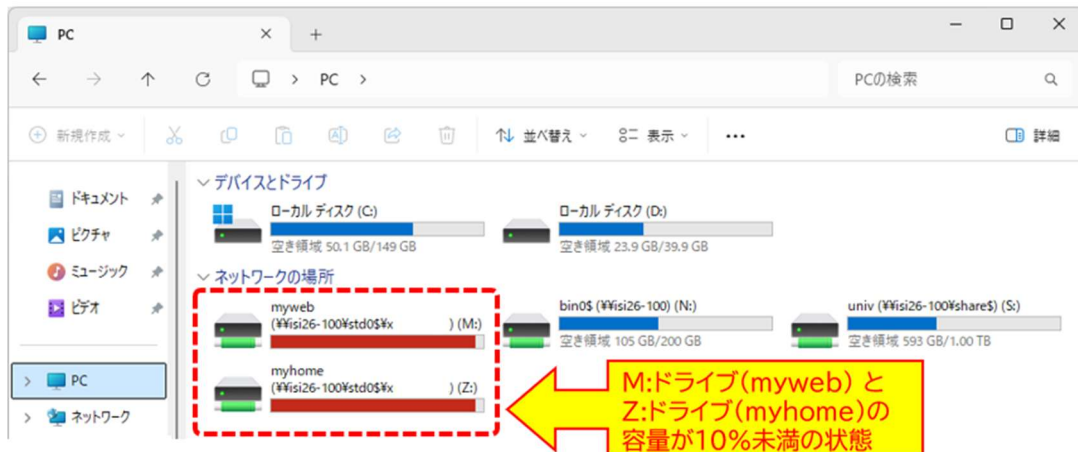 PC
PC
PCの検索
新規作成
並べ替え
表示
詳細
ドキュメント
ピクチャ
ミュージック
ビデオ
PC
ネットワーク
デバイスとドライブ
ローカル ディスク (C:)
空き領域 50.1 GB/149 GB
ローカル ディスク (D:)
空き領域 23.9 GB/39.9 GB
ネットワークの場所
myweb
(¥¥isi26-100¥std0$¥x ) (M:)
bin0$ (¥¥isi26-100) (N:)
空き領域 105 GB/200 GB
univ (¥¥isi26-100¥share$) (S:)
空き領域 593 GB/1.00 TB
myhome
(¥¥isi26-100¥std0$¥x ) (Z:)
M:ドライブ(myweb) と
Z:ドライブ(myhome)の
容量が10%未満の状態